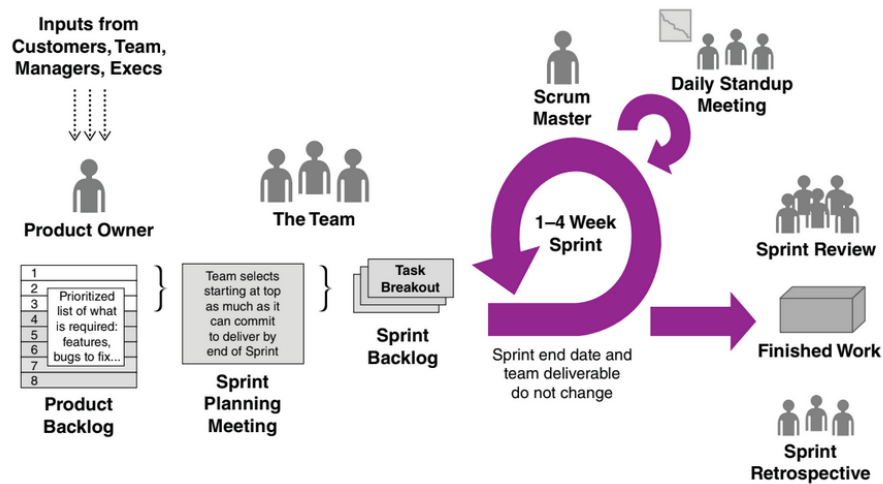 Inputs from
Customers, Team,
Managers, Execs
Product Owner
1
2
3
4
5
6
7
8
Prioritized
list of what
is required:
features,
bugs to fix...
Product
Backlog
The Team
Team selects
starting at top
as much as it
can commit
to deliver by
end of Sprint
Sprint
Planning
Meeting
Task
Breakout
Sprint
Backlog
Scrum
Master
Daily Standup
Meeting
1–4 Week
Sprint
Sprint end date and
team deliverable
do not change
Sprint Review
Finished Work
Sprint
Retrospective